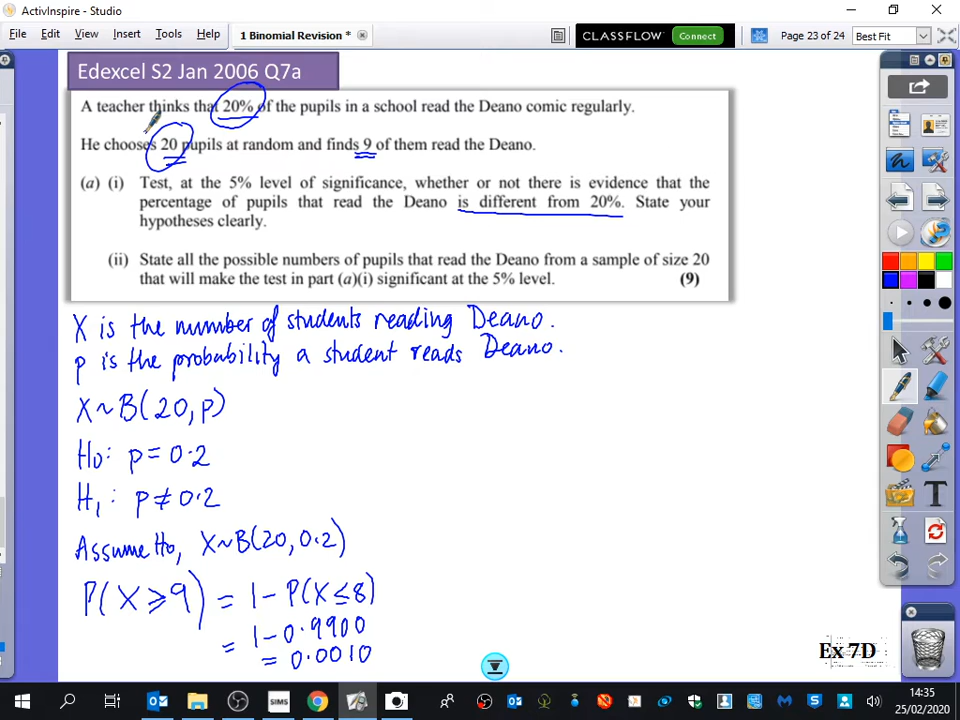 ActivInspire - Studio
File Edit View Insert Tools Help
1 Binomial Revision *
CLASSFLOW Connect
Page 23 of 24
Best Fit
Edexcel S2 Jan 2006 Q7a
A teacher thinks that 20% of the pupils in a school read the Deano comic regularly.
He chooses 20 pupils at random and finds 9 of them read the Deano.
(a) (i) Test, at the 5% level of significance, whether or not there is evidence that the
percentage of pupils that read the Deano is different from 20%. State your
hypotheses clearly.
(ii) State all the possible numbers of pupils that read the Deano from a sample of size 20
that will make the test in part (a)(i) significant at the 5% level. (9)
X is the number of students reading Deano.
p is the probability a student reads Deano.
X~B(20, p)
H0: p = 0.2
H1: p ≠ 0.2
Assume H0, X~B(20, 0.2)
P(X ≥ 9) = 1 - P(X ≤ 8)
= 1 - 0.9900
= 0.0010
Ex 7D
SIMS
14:35
25/02/2020